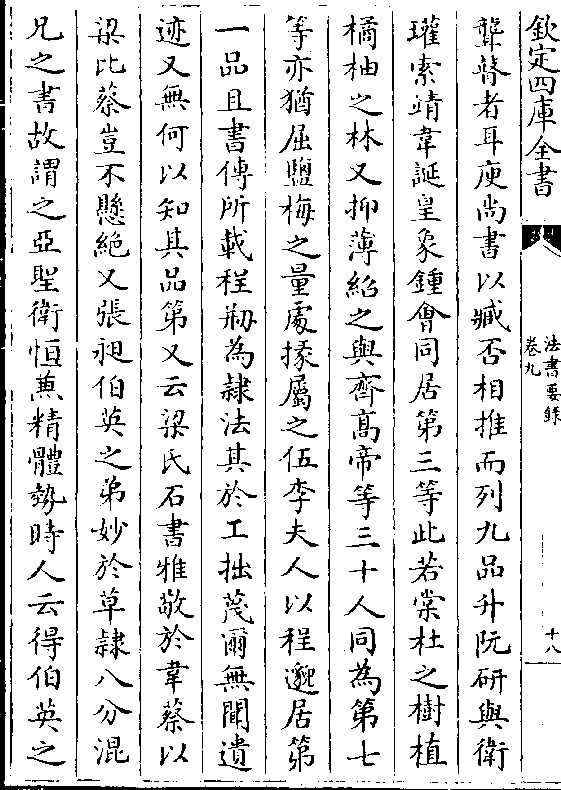 欽定四庫全書
法書要録
卷九
十八
聾瞽者耳庾尚書以臧否相推而列九品升阮研與衛
瓘索靖韋誕皇象鍾會同居第三等此若棠杜之樹植
橘柚之林又抑薄紹之與齊髙帝等三十人同為第七
等亦猶屈鹽梅之量處掾屬之伍李夫人以程邈居第
一品且書傳所載程刱為隷法其於工拙蔑爾無聞遺
迹又無何以知其品第又云梁氏石書雅敬於韋蔡以
梁比蔡豈不懸絶又張昶伯英之弟妙於草隷八分混
兄之書故謂之亞聖衛恒兼精體勢時人云得伯英之